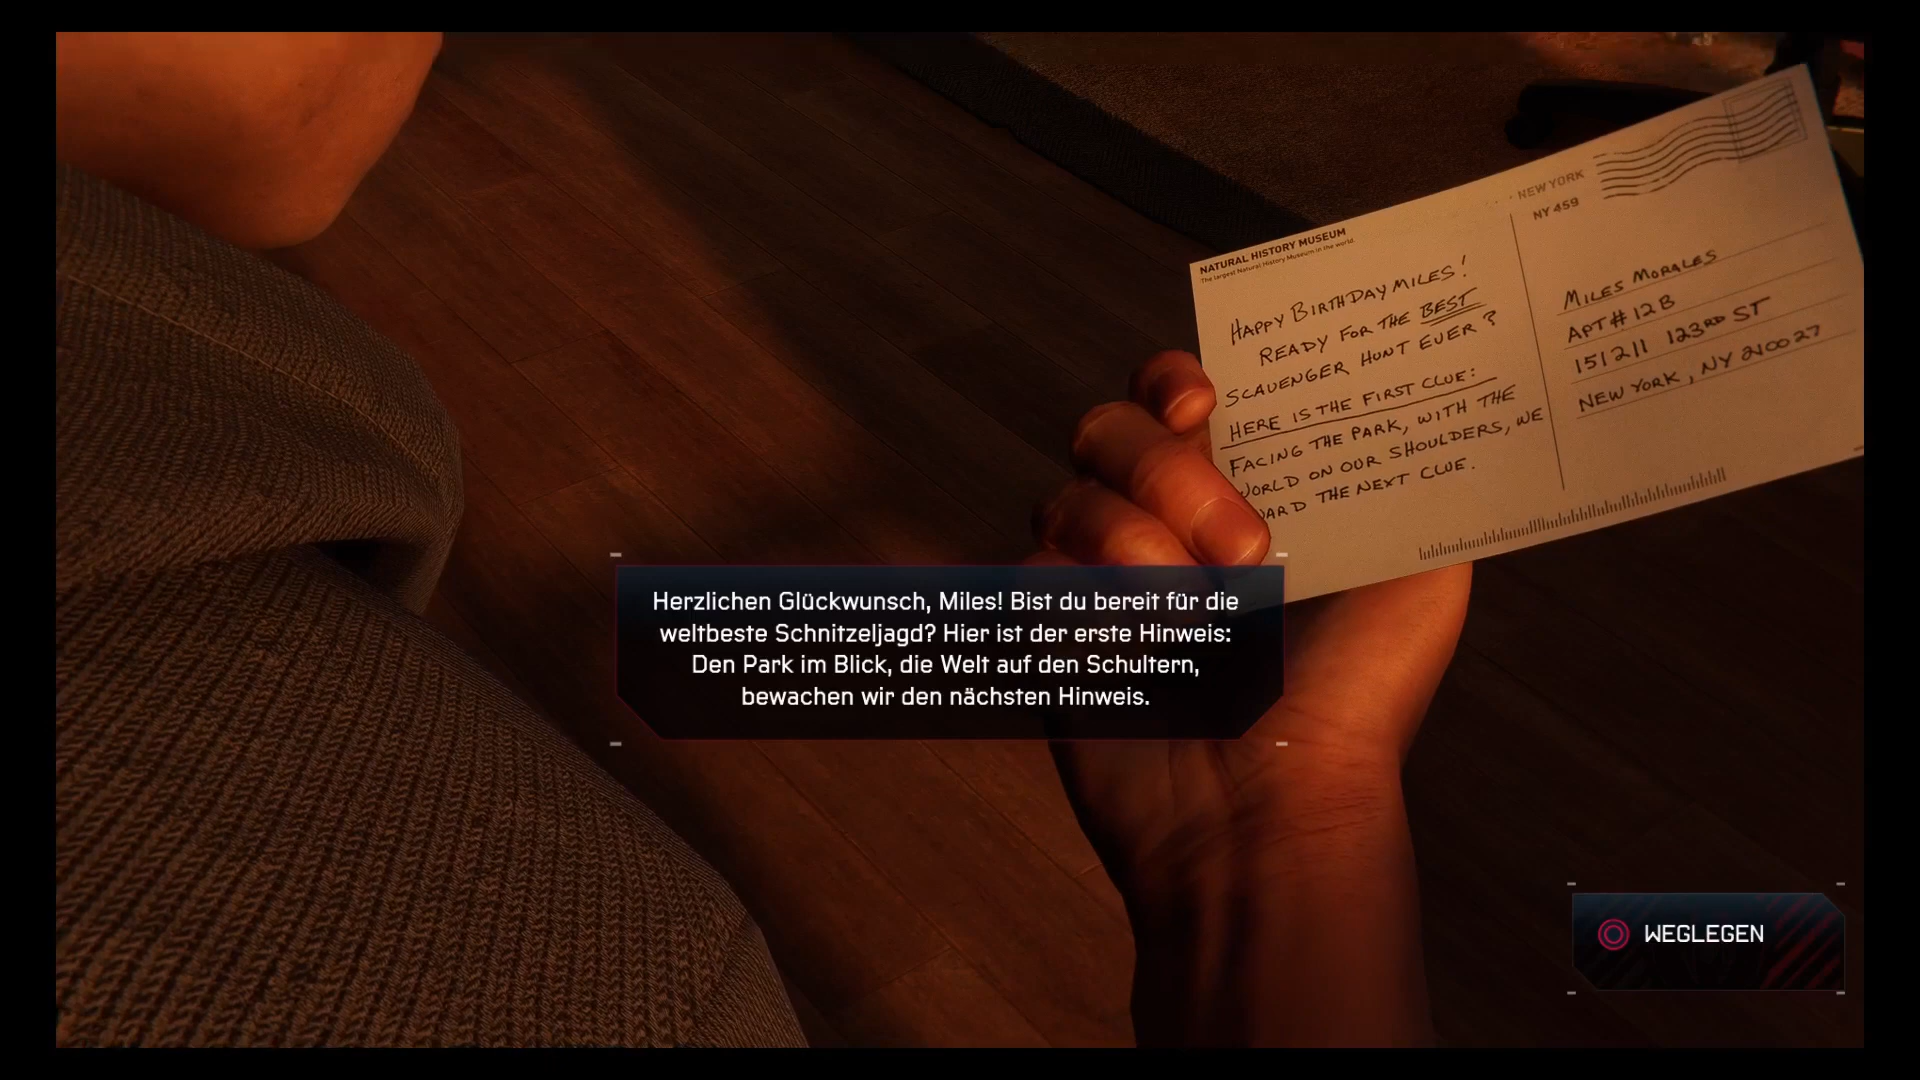 NATURAL HISTORY MUSEUM
The largest Natural History Museum in the world.
HAPPY BIRTHDAY MILES!
READY FOR THE BEST
SCAVENGER HUNT EVER?
HERE IS THE FIRST CLUE:
FACING THE PARK, WITH THE
WORLD ON OUR SHOULDERS, WE
THE NEXT CLUE.
NEW YORK
NY 459
MILES MORALES
APT # 12 B
151211 123RD ST
NEW YORK, NY 210027
Herzlichen Glückwunsch, Miles! Bist du bereit für die
weltbeste Schnitzeljagd? Hier ist der erste Hinweis:
Den Park im Blick, die Welt auf den Schultern,
bewachen wir den nächsten Hinweis.
WEGLEGEN